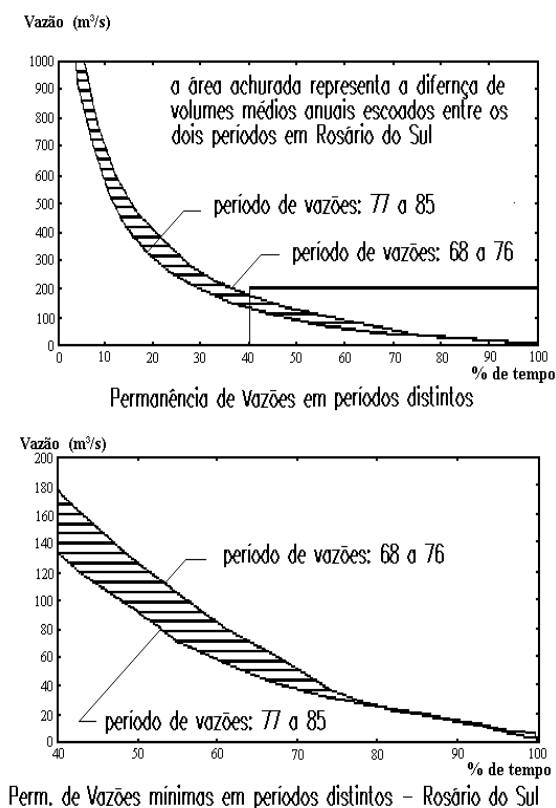 Vazão (m³/s)
1000
900
800
700
600
500
400
300
200
100
0
a área achurada representa a difernça de
volumes médios anuais escoados entre os
dois períodos em Rosário do Sul
período de vazões: 77 a 85
período de vazões: 68 a 76
0 10 20 30 40 50 60 70 80 90 100
% de tempo
Permanência de Vazões em períodos distintos
Vazão (m³/s)
200
180
160
140
120
100
80
60
40
20
0
período de vazões: 68 a 76
período de vazões: 77 a 85
40 50 60 70 80 90 100
% de tempo
Perm. de Vazões mínimas em períodos distintos - Rosário do Sul